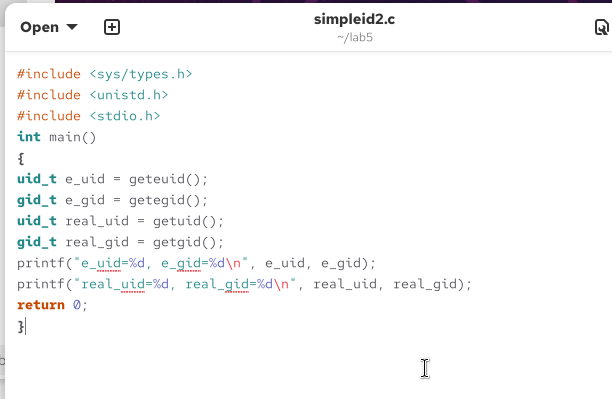 Open
simpleid2.c
~/lab5
#include <sys/types.h>
#include <unistd.h>
#include <stdio.h>
int main()
{
uid_t e_uid = geteuid();
gid_t e_gid = getegid();
uid_t real_uid = getuid();
gid_t real_gid = getgid();
printf("e_uid=%d, e_gid=%d\n", e_uid, e_gid);
printf("real_uid=%d, real_gid=%d\n", real_uid, real_gid);
return 0;
}